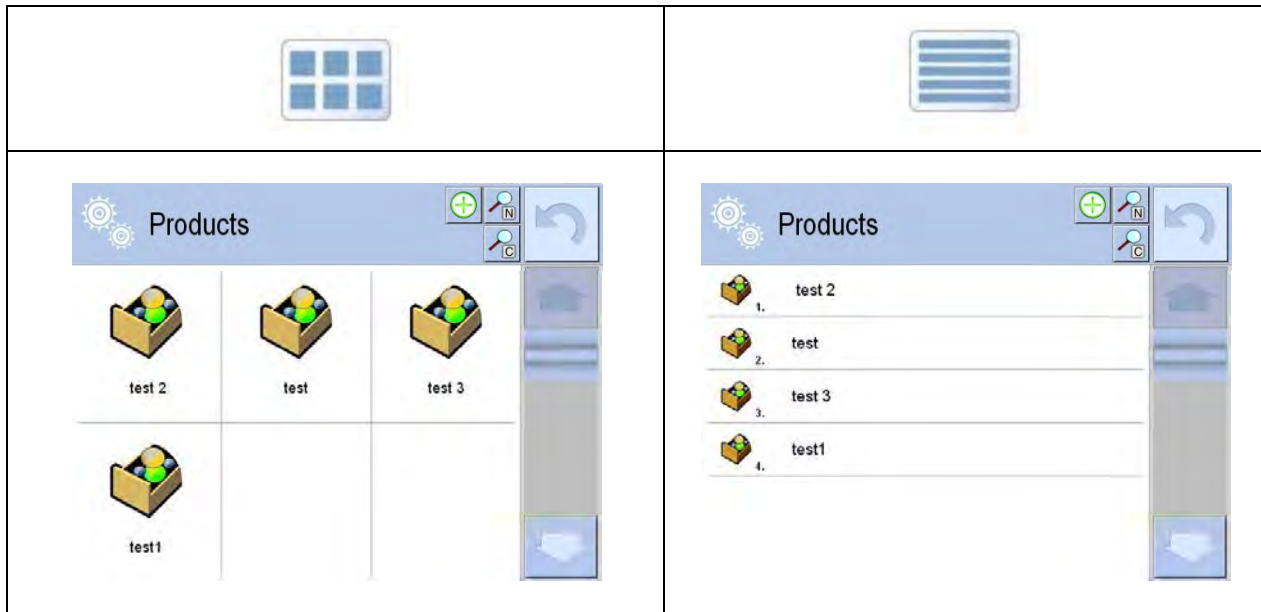 Products
N
C
test 2
test
test 3
test1
Products
N
C
1. test 2
2. test
3. test 3
4. test1